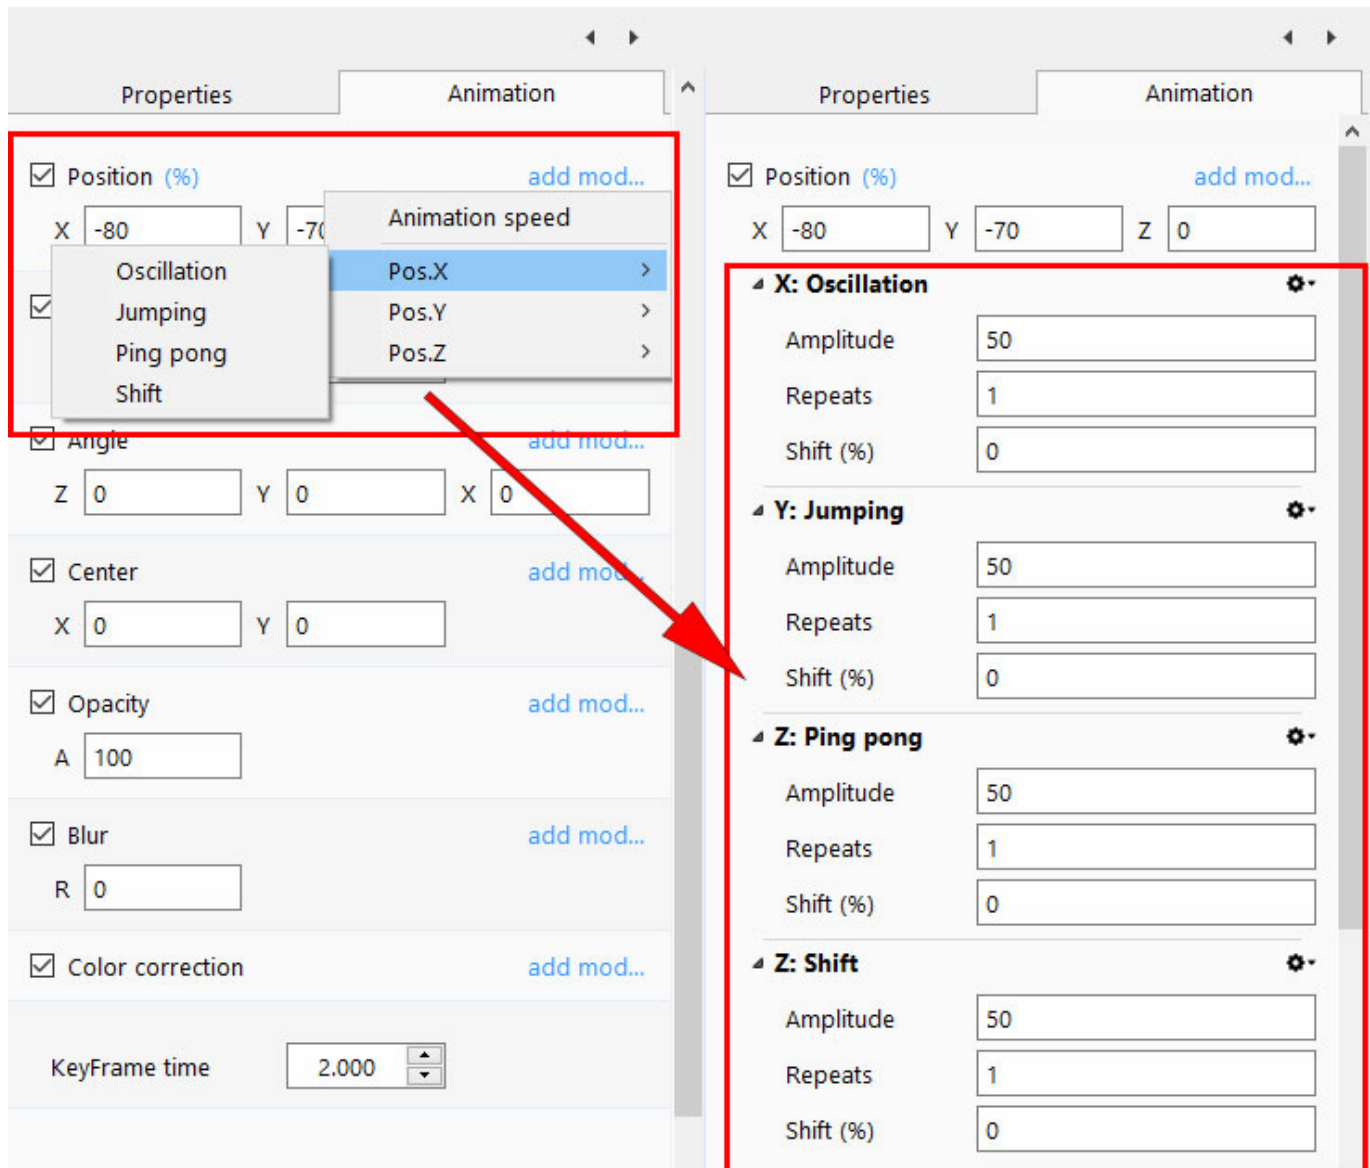 Properties Animation
Position (%) add mod...
Animation speed
X -80 Y -70
Oscillation Pos.X
Jumping Pos.Y
Ping pong Pos.Z
Shift
Angle add mod...
Z 0 Y 0 X 0
Center add mod...
X 0 Y 0
Opacity add mod...
A 100
Blur add mod...
R 0
Color correction add mod...
KeyFrame time 2.000
Properties Animation
Position (%) add mod...
X -80 Y -70 Z 0
X: Oscillation
Amplitude 50
Repeats 1
Shift (%) 0
Y: Jumping
Amplitude 50
Repeats 1
Shift (%) 0
Z: Ping pong
Amplitude 50
Repeats 1
Shift (%) 0
Z: Shift
Amplitude 50
Repeats 1
Shift (%) 0